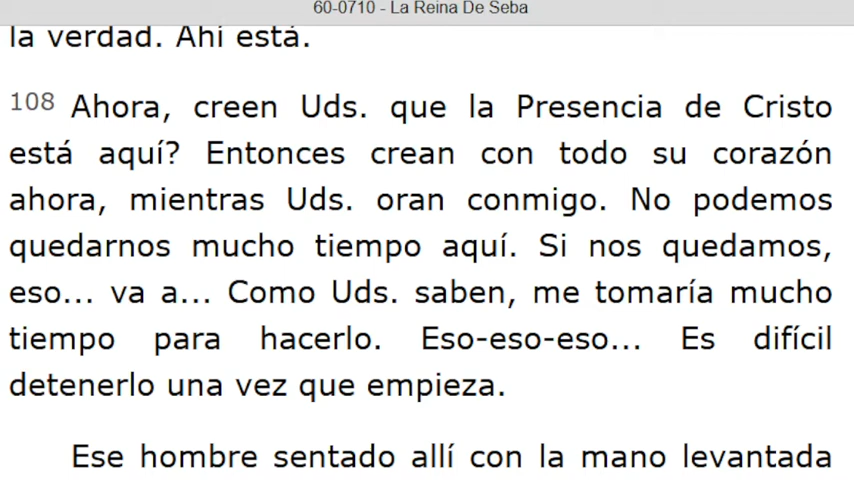 60-0710 - La Reina De Seba
la verdad. Ahí está.
108 Ahora, creen Uds. que la Presencia de Cristo
está aquí? Entonces crean con todo su corazón
ahora, mientras Uds. oran conmigo. No podemos
quedarnos mucho tiempo aquí. Si nos quedamos,
eso... va a... Como Uds. saben, me tomaría mucho
tiempo para hacerlo. Eso-eso-eso... Es difícil
detenerlo una vez que empieza.
Ese hombre sentado allí con la mano levantada